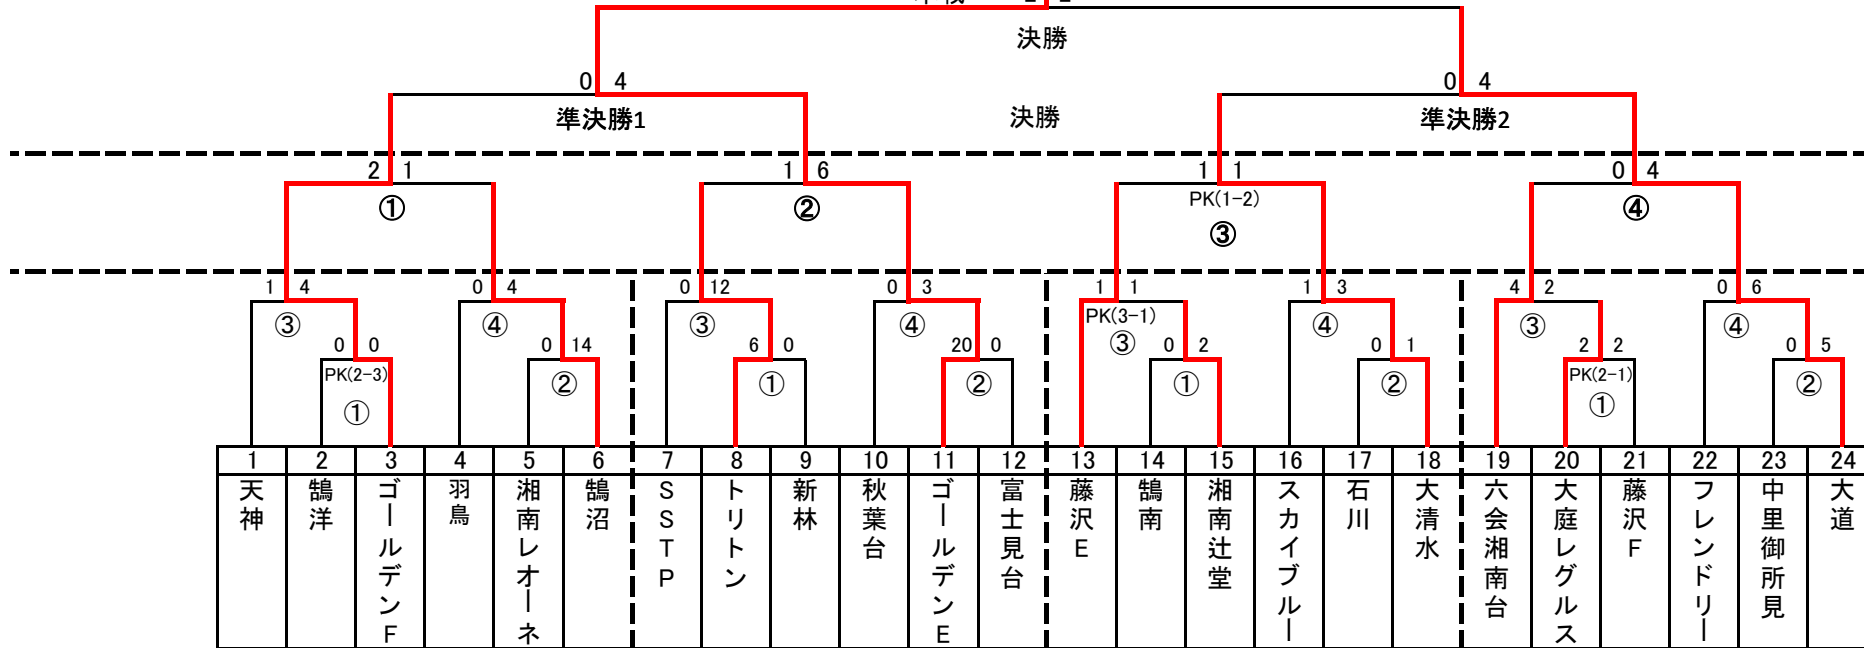 決勝
0 4 0 4
準決勝1 決勝 準決勝2
2 1 1 6 1 1 0 4
① ② PK(1-2) ④
③
1 4 0 4 0 12 0 3 1 1 1 3 4 2 0 6
③ ④ ③ ④ PK(3-1) ④ ③ ④
③
0 0 0 14 6 0 20 0 0 2 0 1 2 2 0 5
PK(2-3) ② ① ② ① ② PK(2-1) ②
① ①
1 2 3 4 5 6 7 8 9 10 11 12 13 14 15 16 17 18 19 20 21 22 23 24
天神
鵠洋
ゴールデンF
羽鳥
湘南レオーネ
鵠沼
SSTP
トリトン
新林
秋葉台
ゴールデンE
富士見台
藤沢E
鵠南
湘南辻堂
スカイブルー
石川
大清水
六会湘南台
大庭レグルス
藤沢F
フレンドリー
中里御所見
大道